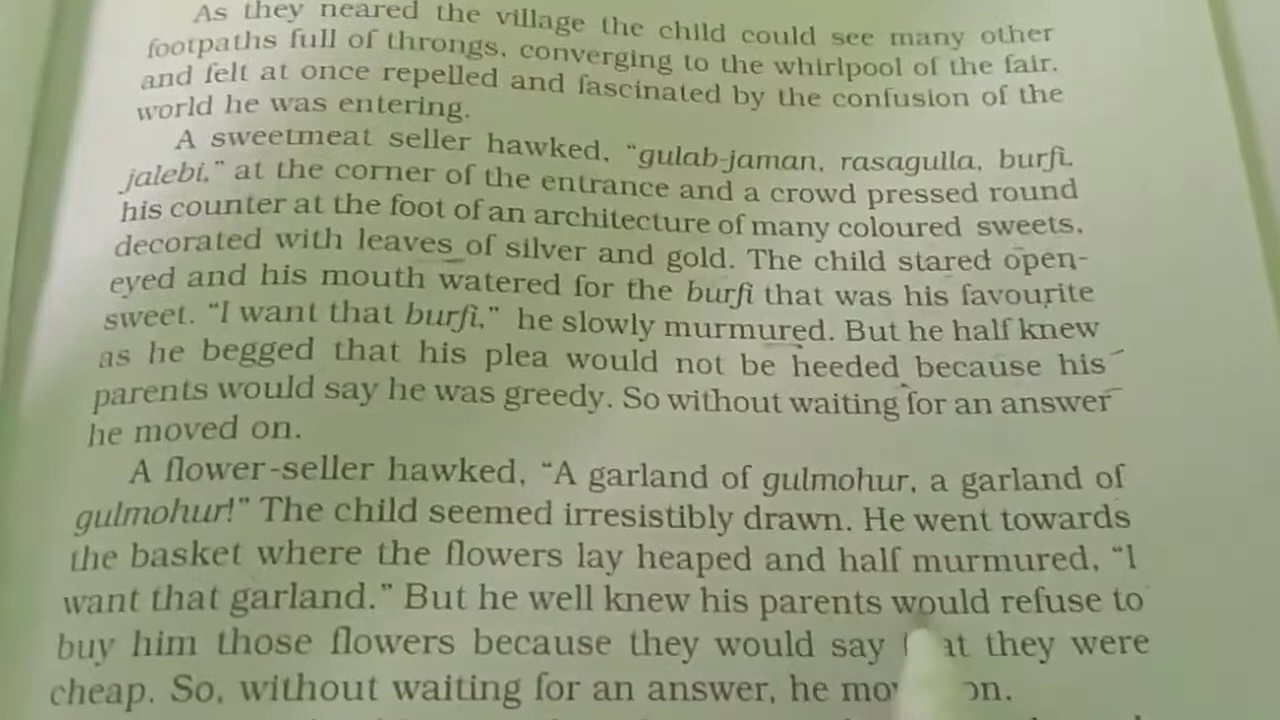 As they neared the village the child could see many other
footpaths full of throngs, converging to the whirlpool of the fair,
and felt at once repelled and fascinated by the confusion of the
world he was entering.
A sweetmeat seller hawked, “gulab-jaman, rasagulla, burfi,
jalebi,” at the corner of the entrance and a crowd pressed round
his counter at the foot of an architecture of many coloured sweets,
decorated with leaves of silver and gold. The child stared open-
eyed and his mouth watered for the burfi that was his favourite
sweet. “I want that burfi,” he slowly murmured. But he half knew
as he begged that his plea would not be heeded because his
parents would say he was greedy. So without waiting for an answer
he moved on.
A flower-seller hawked, “A garland of gulmohur, a garland of
gulmohur!” The child seemed irresistibly drawn. He went towards
the basket where the flowers lay heaped and half murmured, “I
want that garland.” But he well knew his parents would refuse to
buy him those flowers because they would say that they were
cheap. So, without waiting for an answer, he moved on.